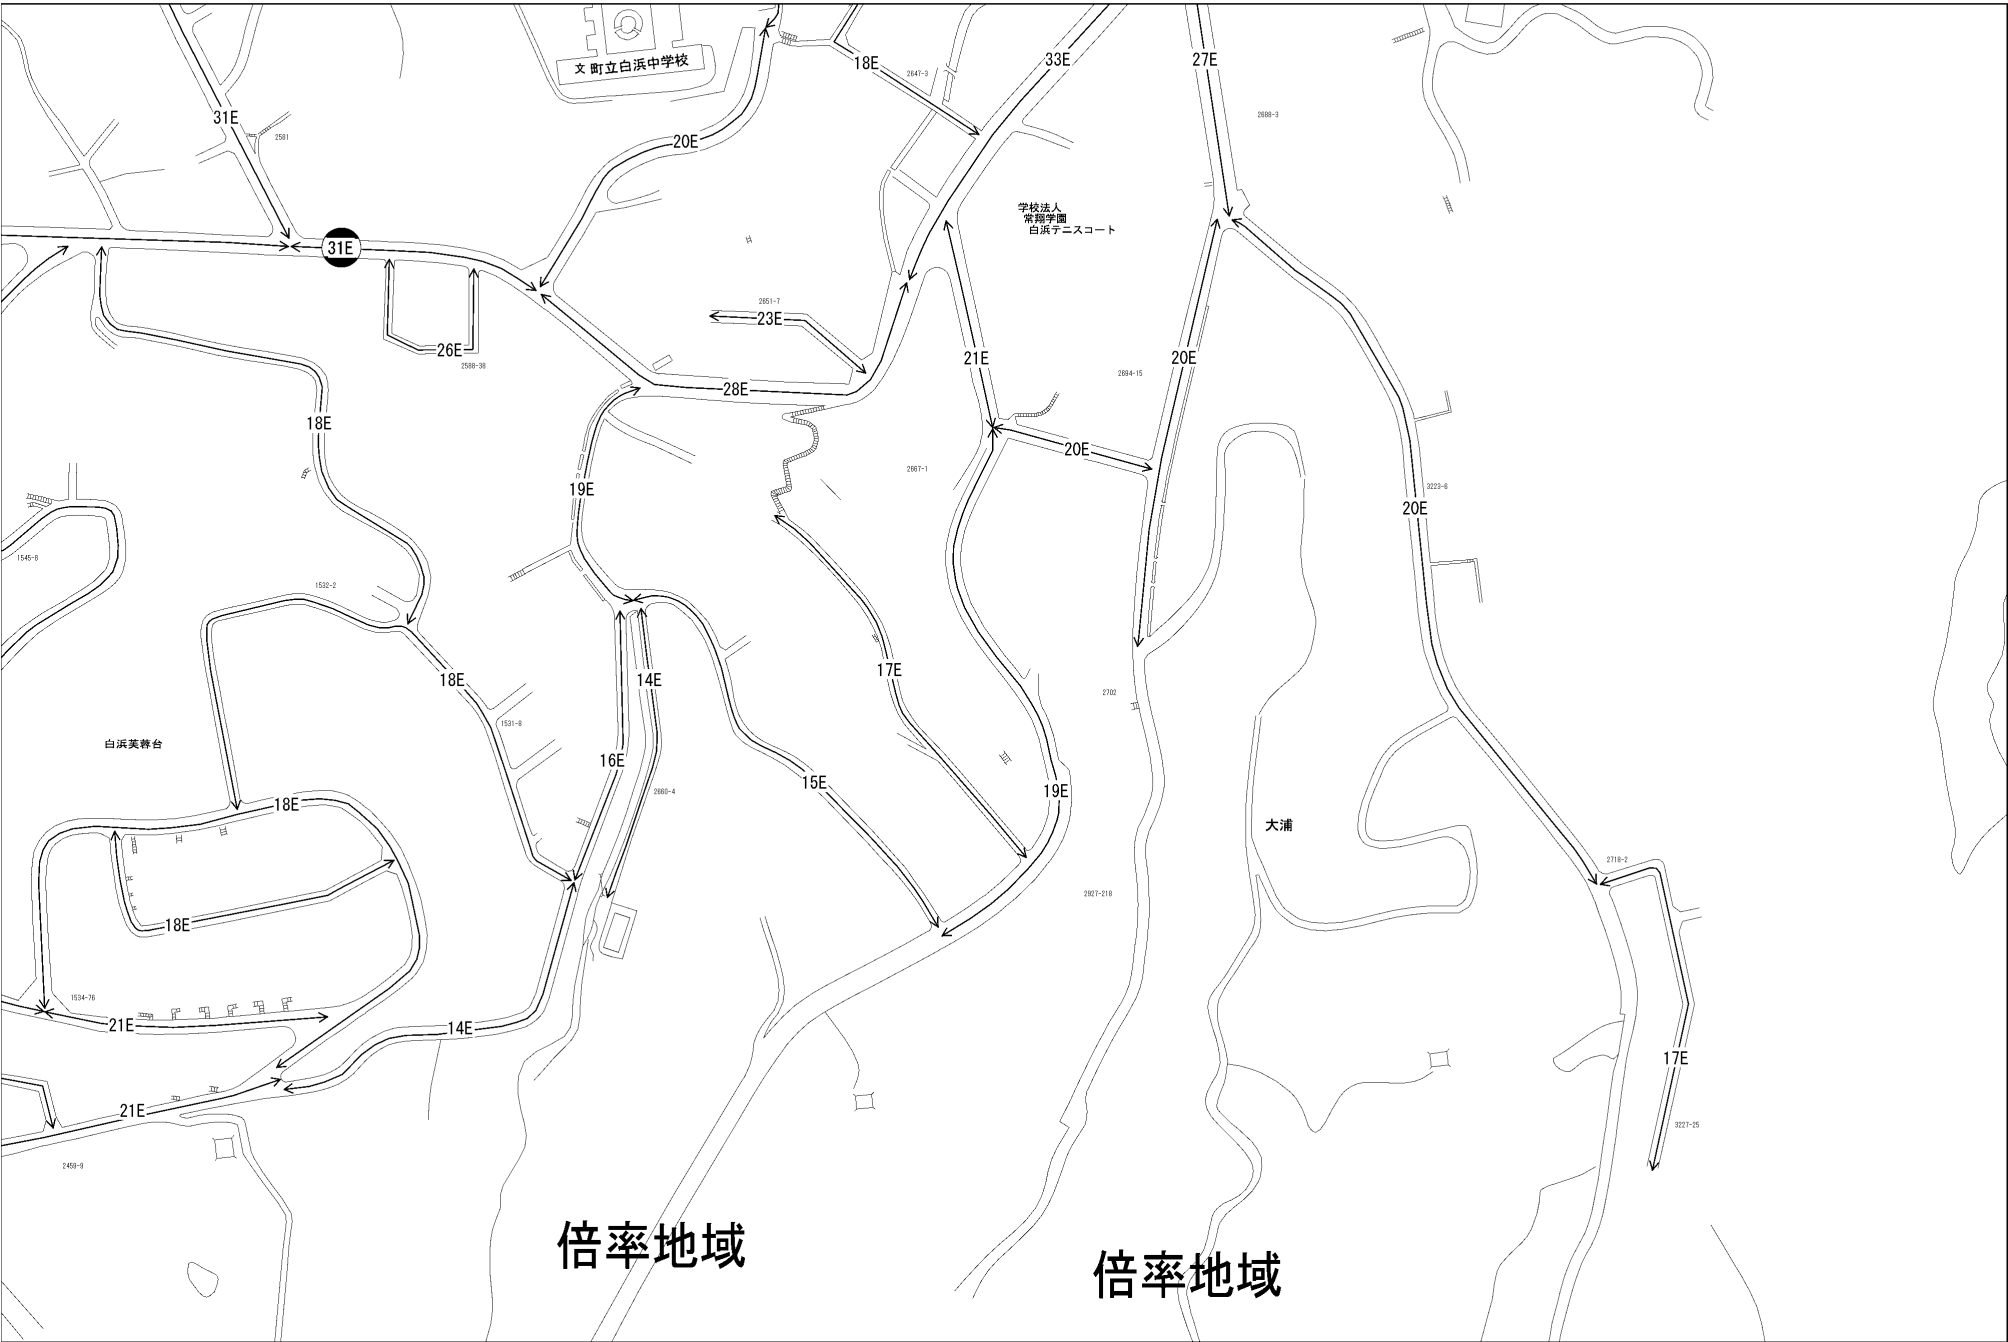 文 町立白浜中学校
18E
2647-3
33E
27E
31E
2581
20E
2688-3
学校法人
常翔学園
白浜テニスコート
31E
2651-7
23E
26E
2588-38
28E
21E
20E
2694-15
18E
20E
2667-1
19E
3223-6
20E
1545-8
1532-2
18E
14E
17E
2702
1531-8
白浜芙蓉台
16E
15E
19E
2660-4
18E
大浦
2718-2
2927-218
18E
1534-76
21E
14E
17E
21E
3227-25
2459-9
倍率地域
倍率地域